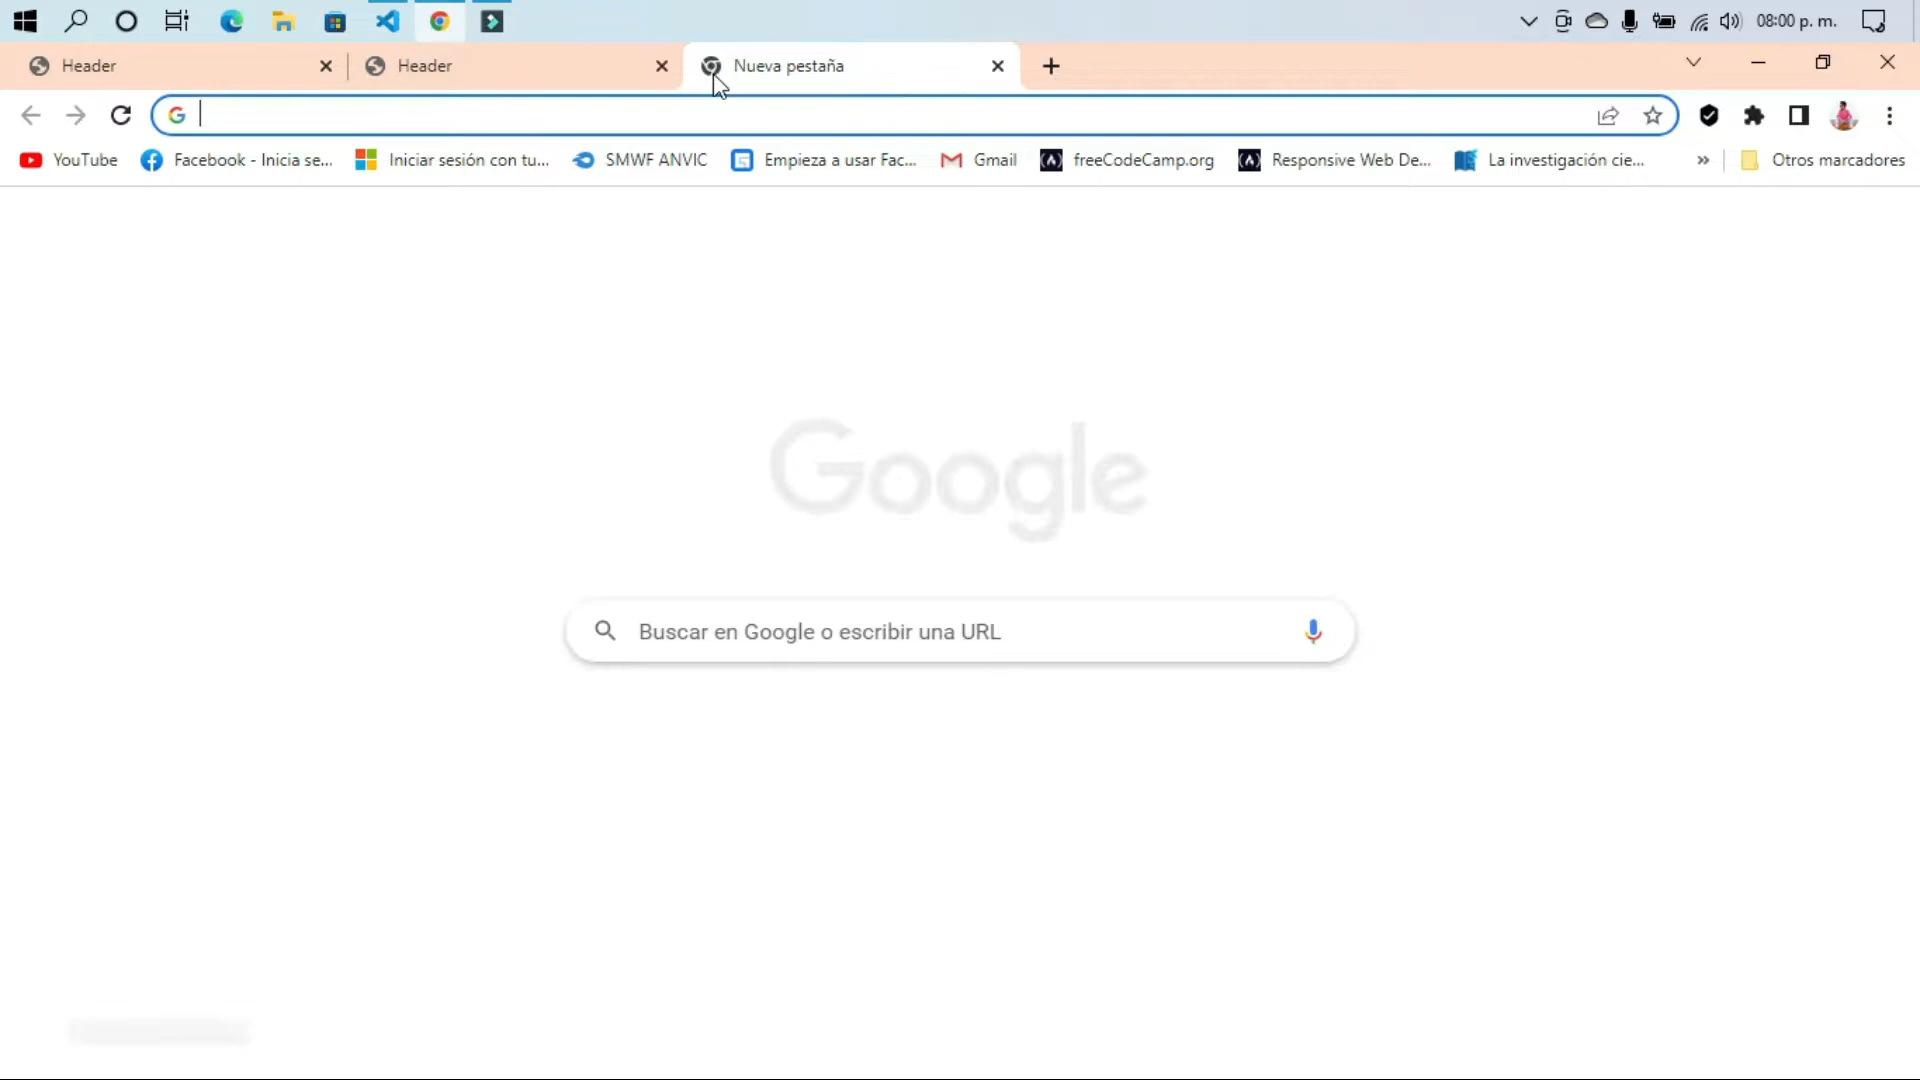 08:00 p. m.
Header
Header
Nueva pestaña
YouTube
Facebook - Inicia se...
Iniciar sesión con tu...
SMWF ANVIC
Empieza a usar Fac...
Gmail
freeCodeCamp.org
Responsive Web De...
La investigación cie...
Otros marcadores
Google
Buscar en Google o escribir una URL